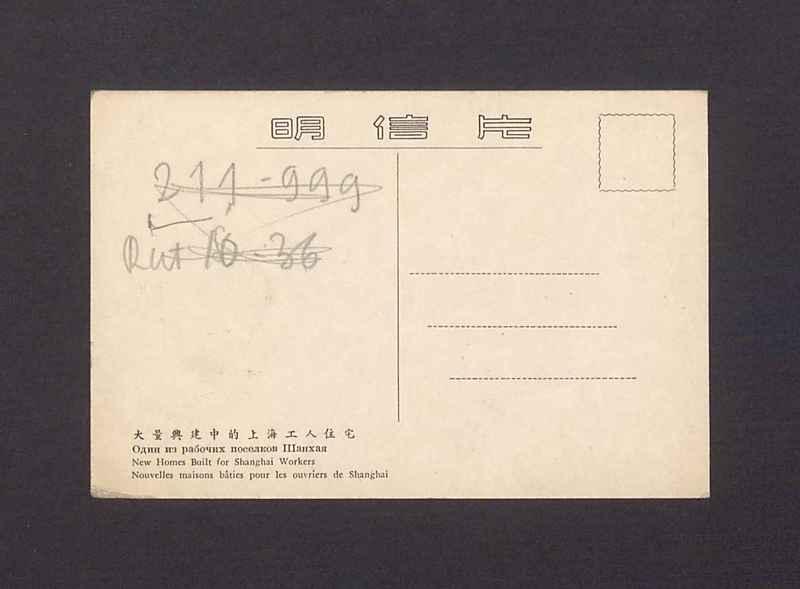 明信片
211-999
Rut 10-36
大量興建中的上海工人住宅
Один из рабочих поселков Шанхая
New Homes Built for Shanghai Workers
Nouvelles maisons bâties pour les ouvriers de Shanghai